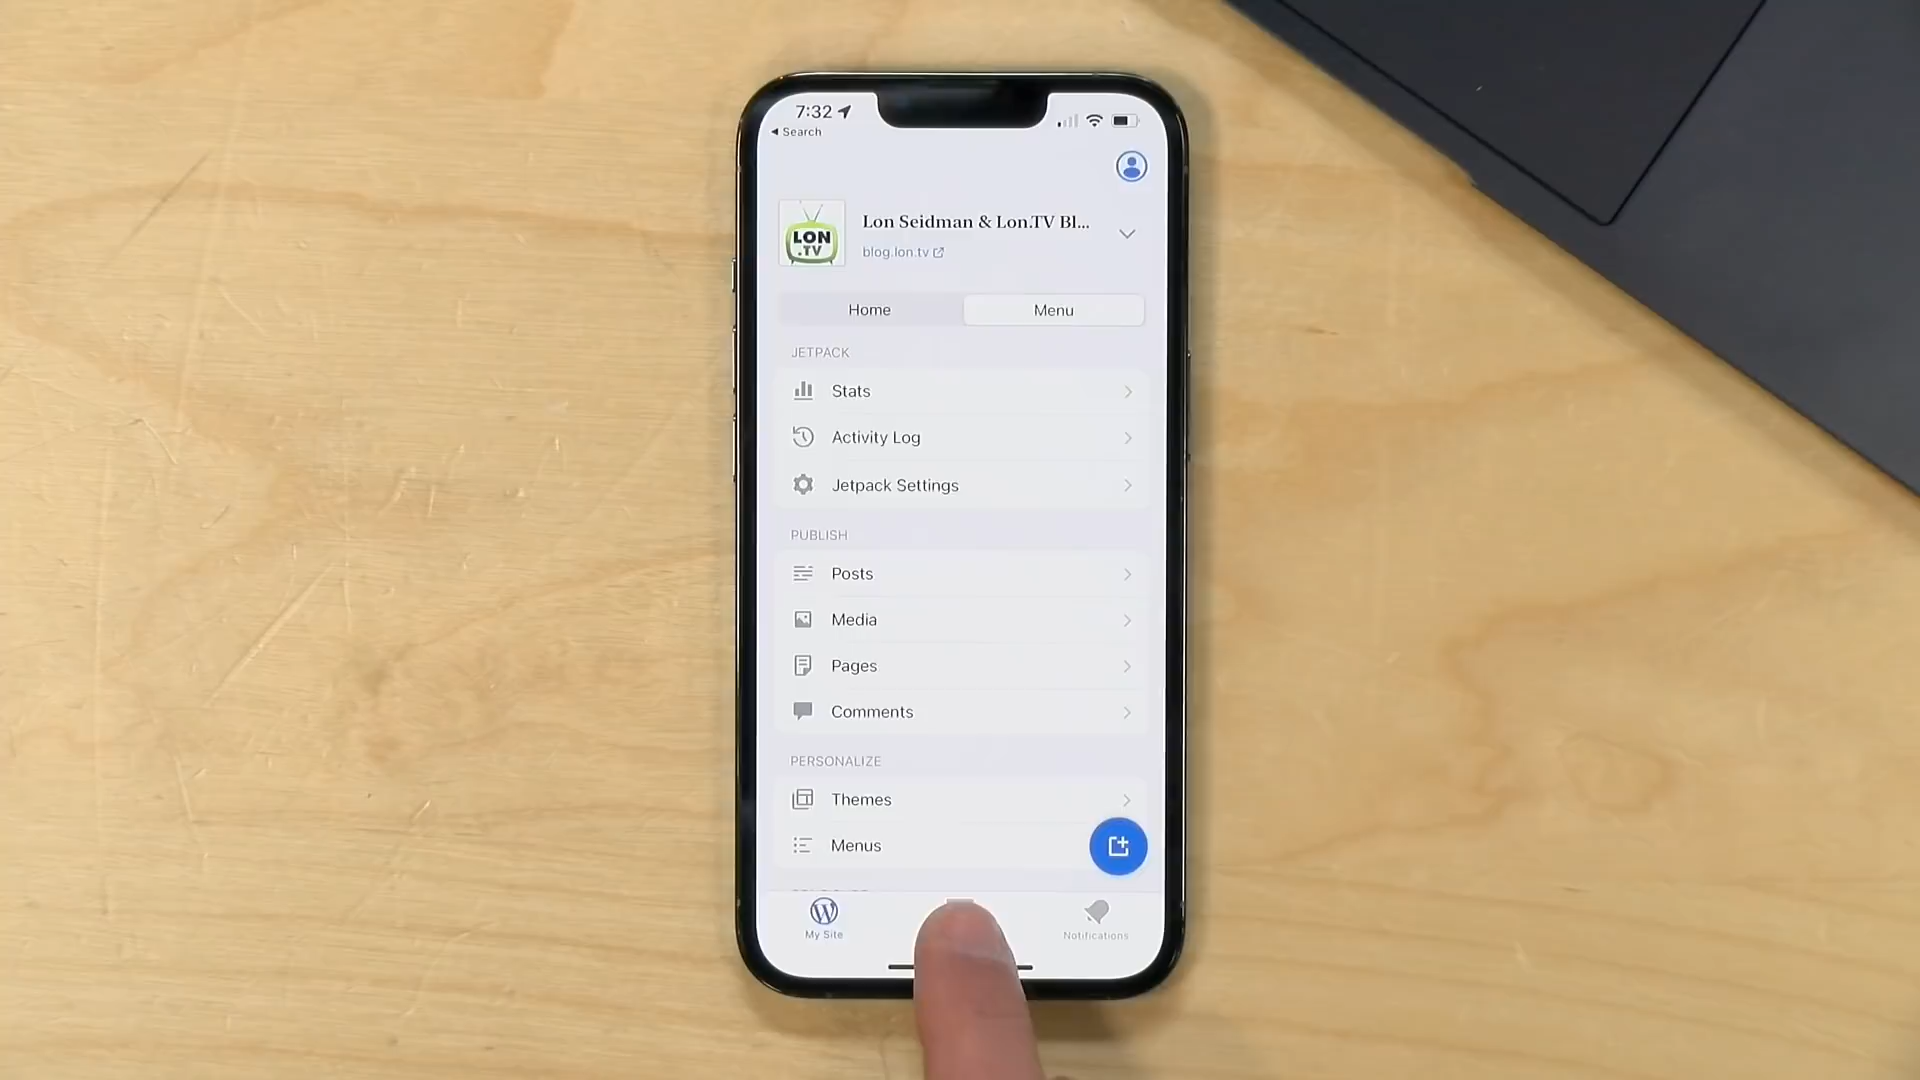 7:32
Search
Lon Seidman & Lon.TV Bl...
LON
.TV
blog.lon.tv
Home
Menu
JETPACK
Stats
Activity Log
Jetpack Settings
PUBLISH
Posts
Media
Pages
Comments
PERSONALIZE
Themes
Menus
My Site
Notifications